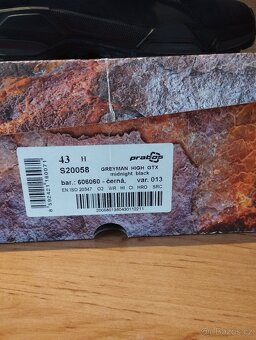 43 H
prabos
S20058
GREYMAN HIGH GTX
midnight black
bar.: 606060 - černá, var. 013
EN ISO 20347 O2 WR HI CI HRO SRC